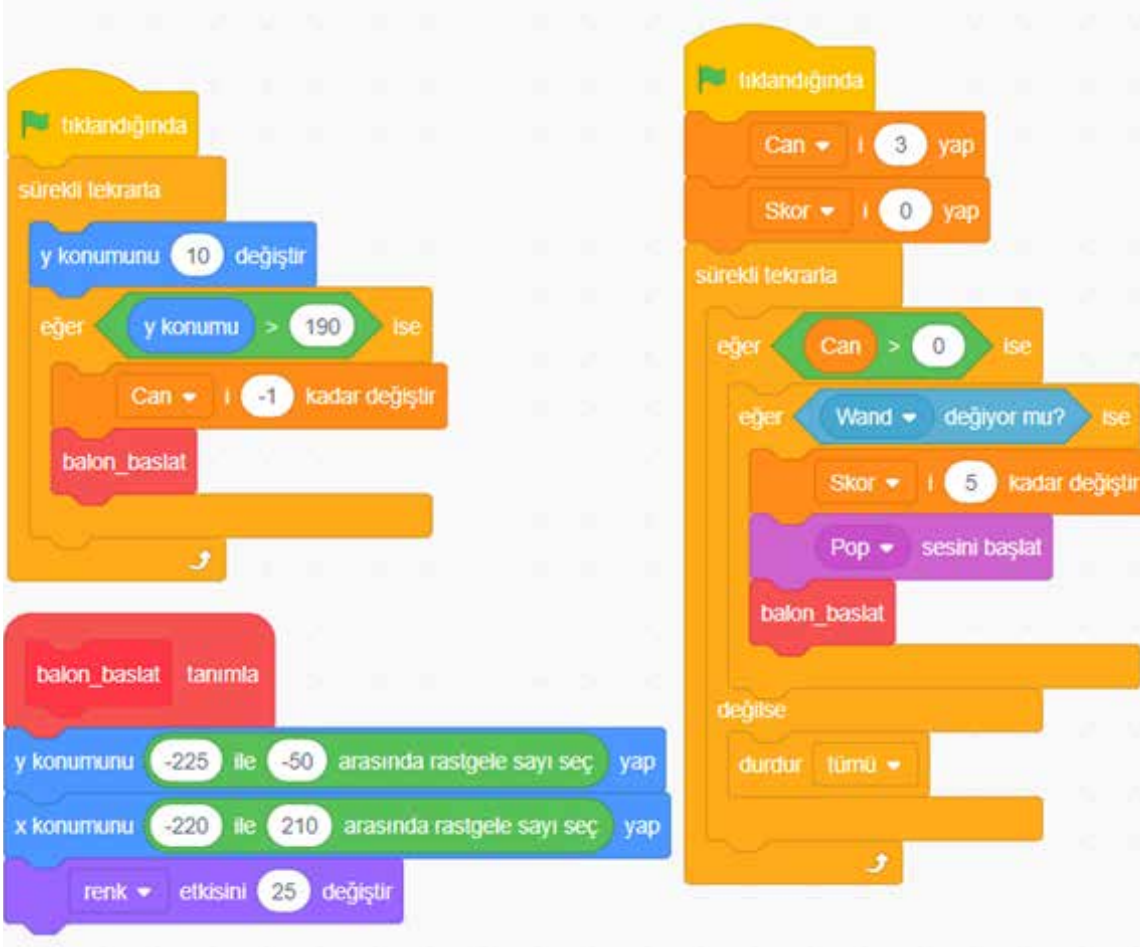 tıklandığında
sürekli tekrarla
y konumunu 10 değiştir
eğer y konumu > 190 ise
Can i -1 kadar değiştir
balon_baslat
balon_baslat tanımla
y konumunu -225 ile -50 arasında rastgele sayı seç yap
x konumunu -220 ile 210 arasında rastgele sayı seç yap
renk etkisini 25 değiştir
tıklandığında
Can i 3 yap
Skor i 0 yap
sürekli tekrarla
eğer Can > 0 ise
eğer Wand değiyor mu? ise
Skor i 5 kadar değiştir
Pop sesini başlat
balon_baslat
değilse
durdur tümü